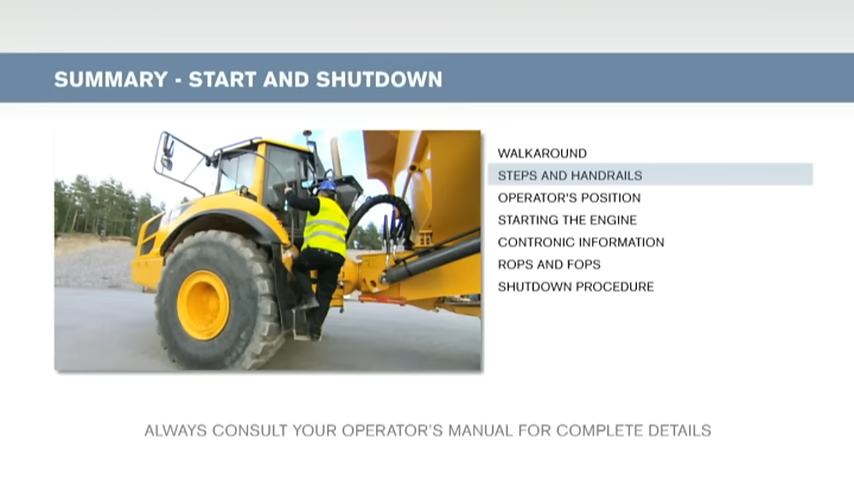 SUMMARY - START AND SHUTDOWN
WALKAROUND
STEPS AND HANDRAILS
OPERATOR'S POSITION
STARTING THE ENGINE
CONTRONIC INFORMATION
ROPS AND FOPS
SHUTDOWN PROCEDURE
ALWAYS CONSULT YOUR OPERATOR'S MANUAL FOR COMPLETE DETAILS